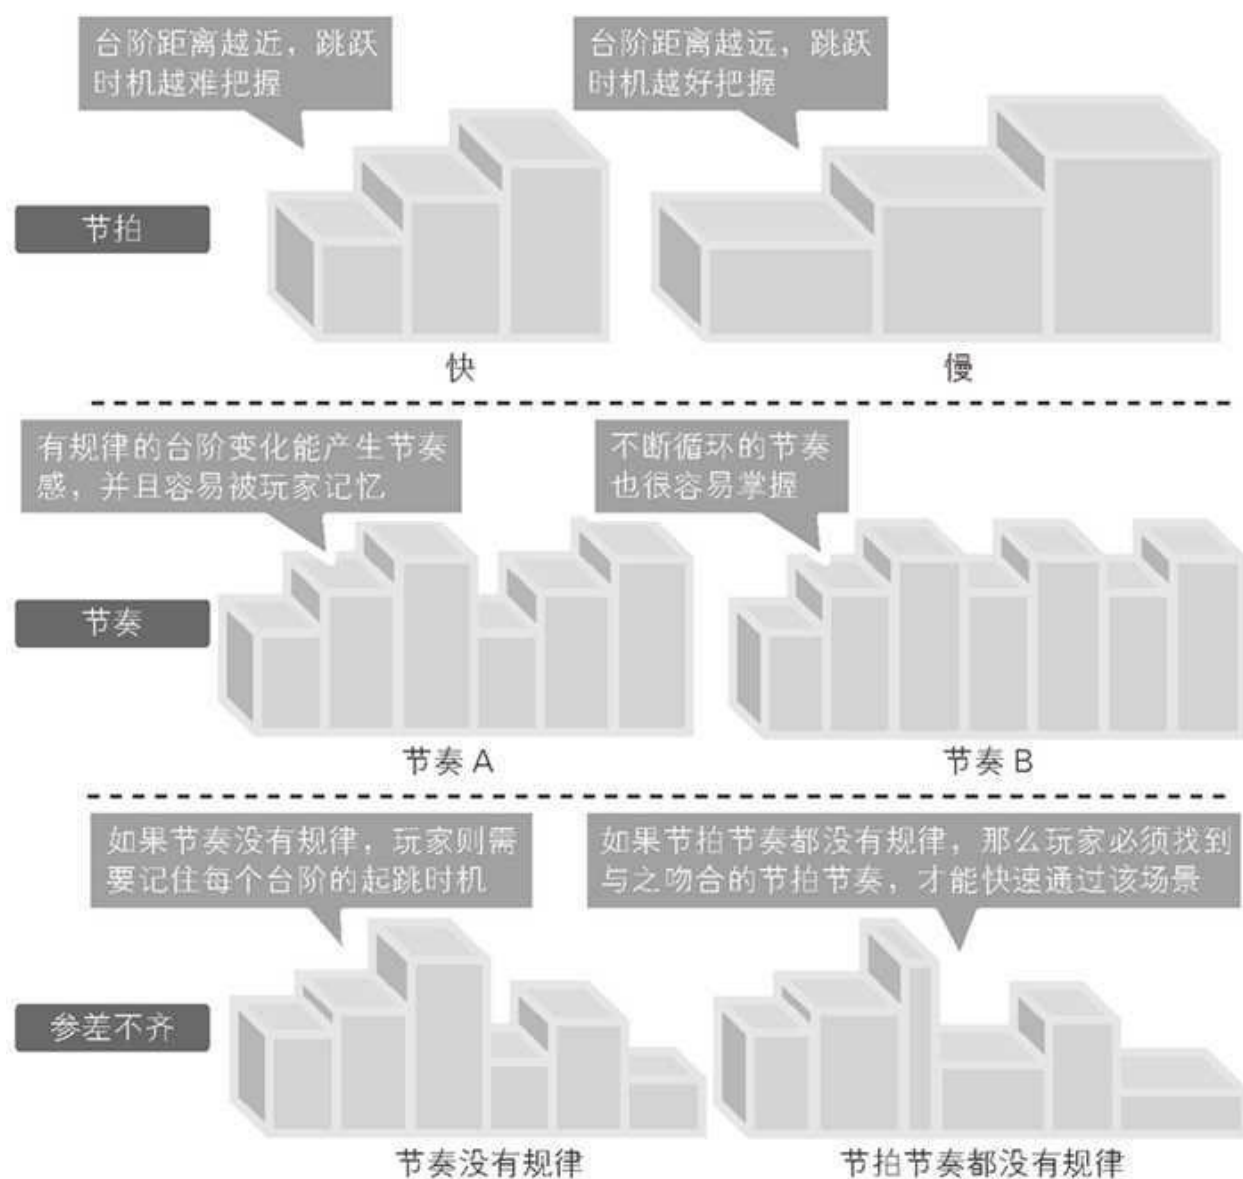 台阶距离越近，跳跃
时机越难把握
台阶距离越远，跳跃
时机越好把握
节拍
快
慢
有规律的台阶变化能产生节奏
感，并且容易被玩家记忆
不断循环的节奏
也很容易掌握
节奏
节奏 A
节奏 B
如果节奏没有规律，玩家则需
要记住每个台阶的起跳时机
如果节拍节奏都没有规律，那么玩家必须找到
与之吻合的节拍节奏，才能快速通过该场景
参差不齐
节奏没有规律
节拍节奏都没有规律